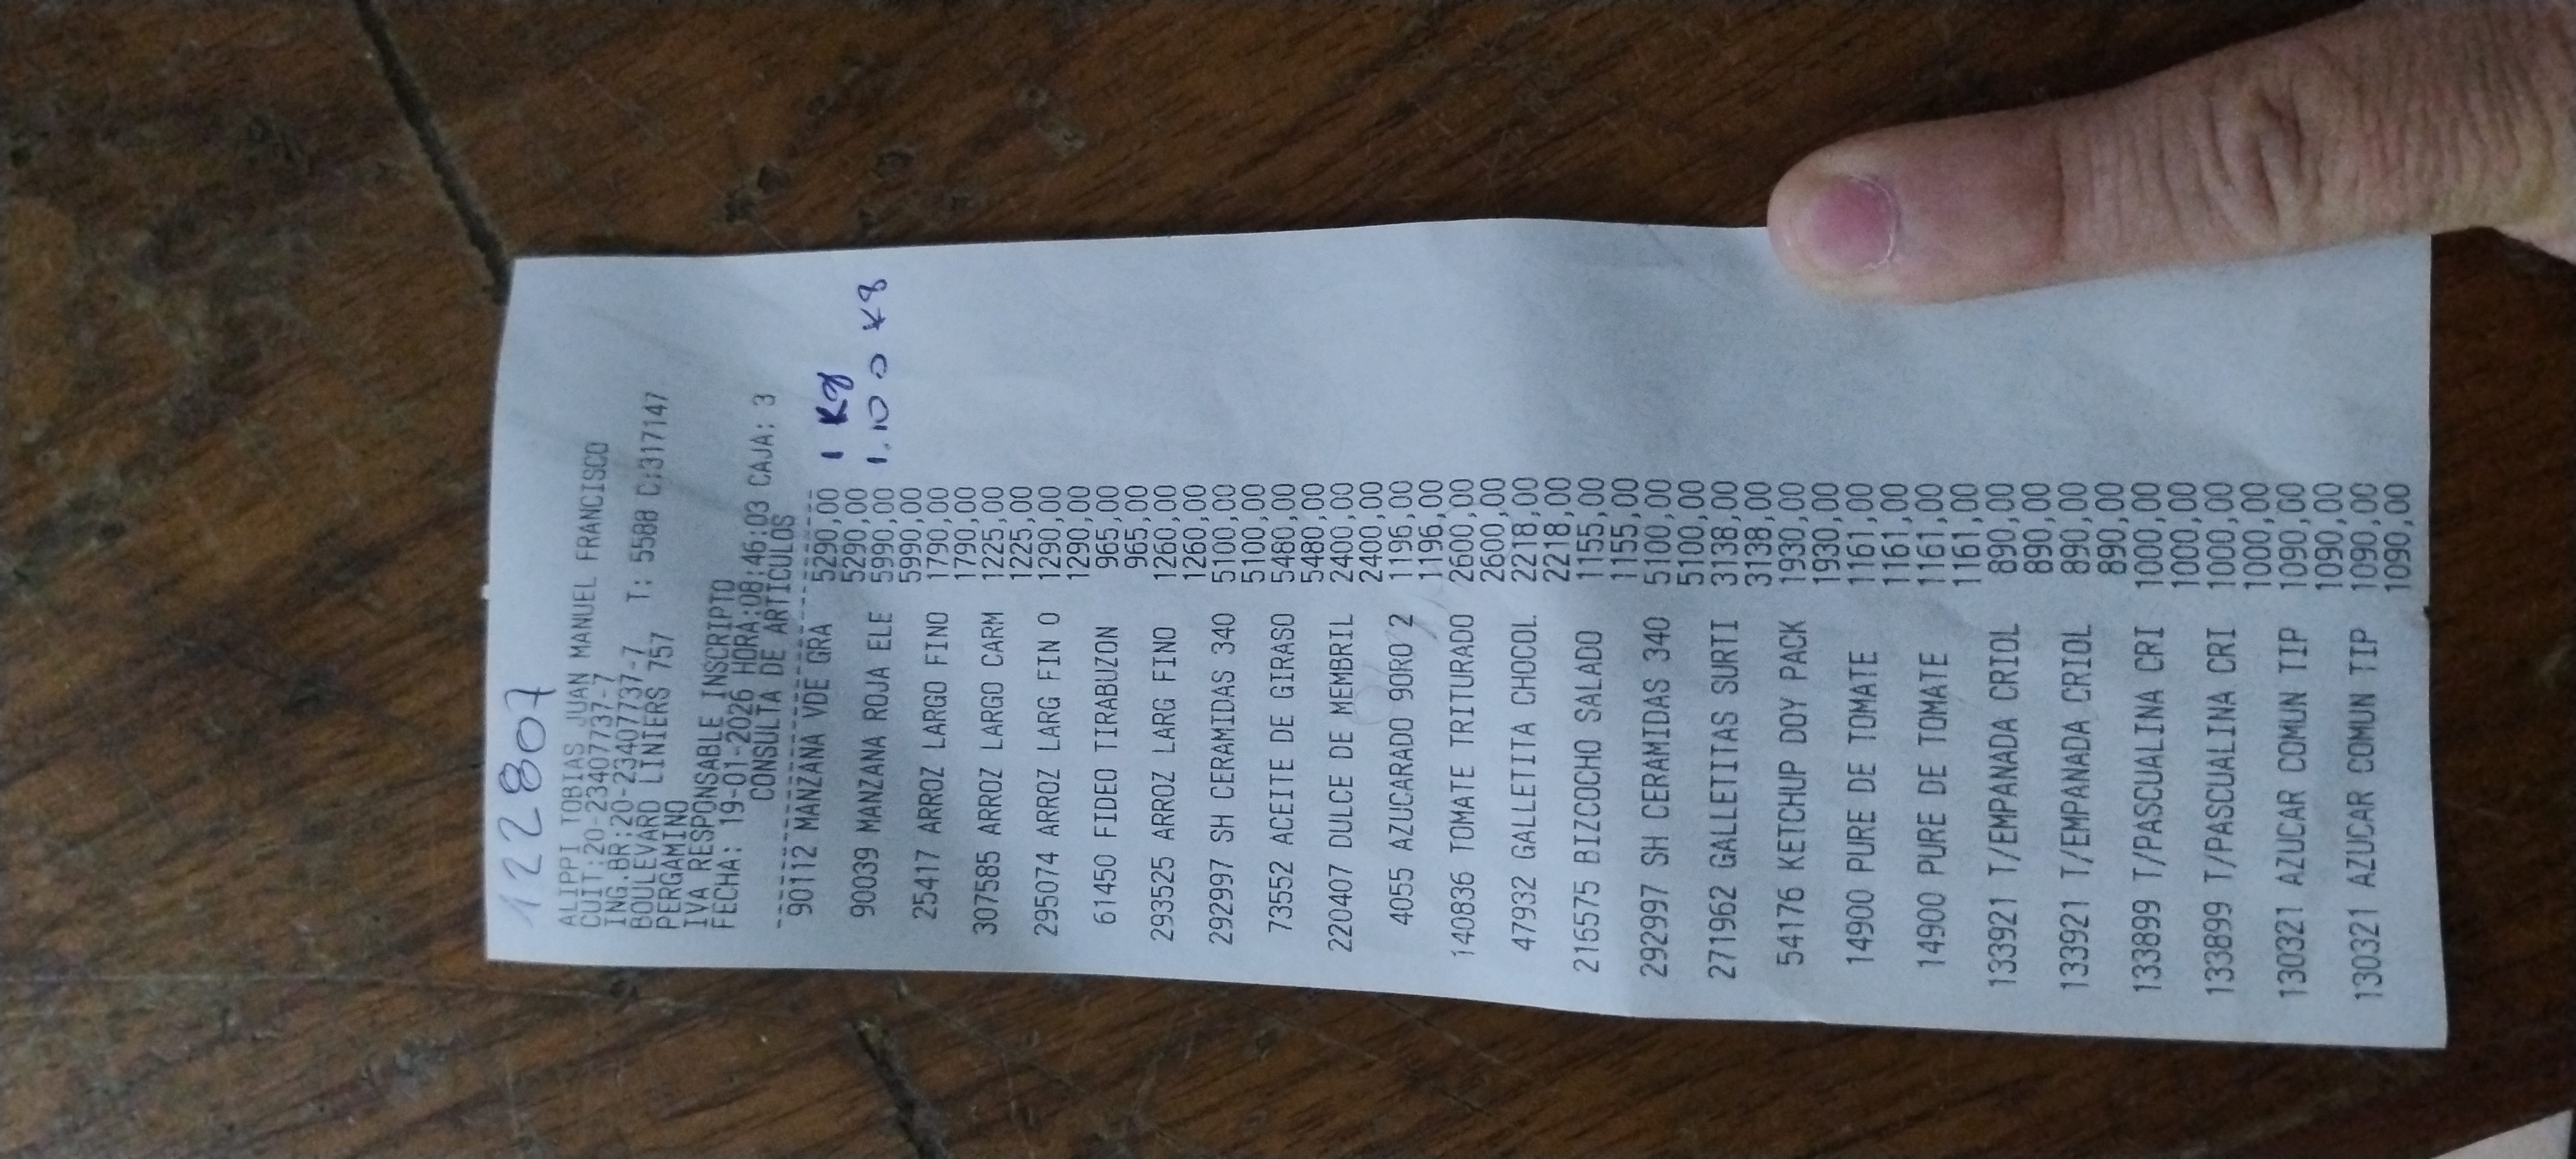 122807
ALIPPI TOBIAS JUAN MANUEL FRANCISCO
CUIT:20-23407737-7
ING.BR:20-23407737-7 T: 5588 C:317147
BOULEVARD LINIERS 757
PERGAMINO
IVA RESPONSABLE INSCRIPTO
FECHA: 19-01-2026 HORA:08:46:03 CAJA: 3
CONSULTA DE ARTICULOS
----------------------------------------
90112 MANZANA VDE GRA 5290,00 1 Kg
5290,00
90039 MANZANA ROJA ELE 5990,00 1.100 Kg
5990,00
25417 ARROZ LARGO FINO 1790,00
1790,00
307585 ARROZ LARGO CARM 1225,00
1225,00
295074 ARROZ LARG FIN O 1290,00
1290,00
61450 FIDEO TIRABUZON 965,00
965,00
293525 ARROZ LARG FINO 1260,00
1260,00
292997 SH CERAMIDAS 340 5100,00
5100,00
73552 ACEITE DE GIRASO 5480,00
5480,00
220407 DULCE DE MEMBRIL 2400,00
2400,00
4055 AZUCARADO 9ORO 2 1196,00
1196,00
140836 TOMATE TRITURADO 2600,00
2600,00
47932 GALLETITA CHOCOL 2218,00
2218,00
216575 BIZCOCHO SALADO 1155,00
1155,00
292997 SH CERAMIDAS 340 5100,00
5100,00
271962 GALLETITAS SURTI 3138,00
3138,00
54176 KETCHUP DOY PACK 1930,00
1930,00
14900 PURE DE TOMATE 1161,00
1161,00
14900 PURE DE TOMATE 1161,00
1161,00
133921 T/EMPANADA CRIOL 890,00
890,00
133921 T/EMPANADA CRIOL 890,00
890,00
133899 T/PASCUALINA CRI 1000,00
1000,00
133899 T/PASCUALINA CRI 1000,00
1000,00
130321 AZUCAR COMUN TIP 1090,00
1090,00
130321 AZUCAR COMUN TIP 1090,00
1090,00